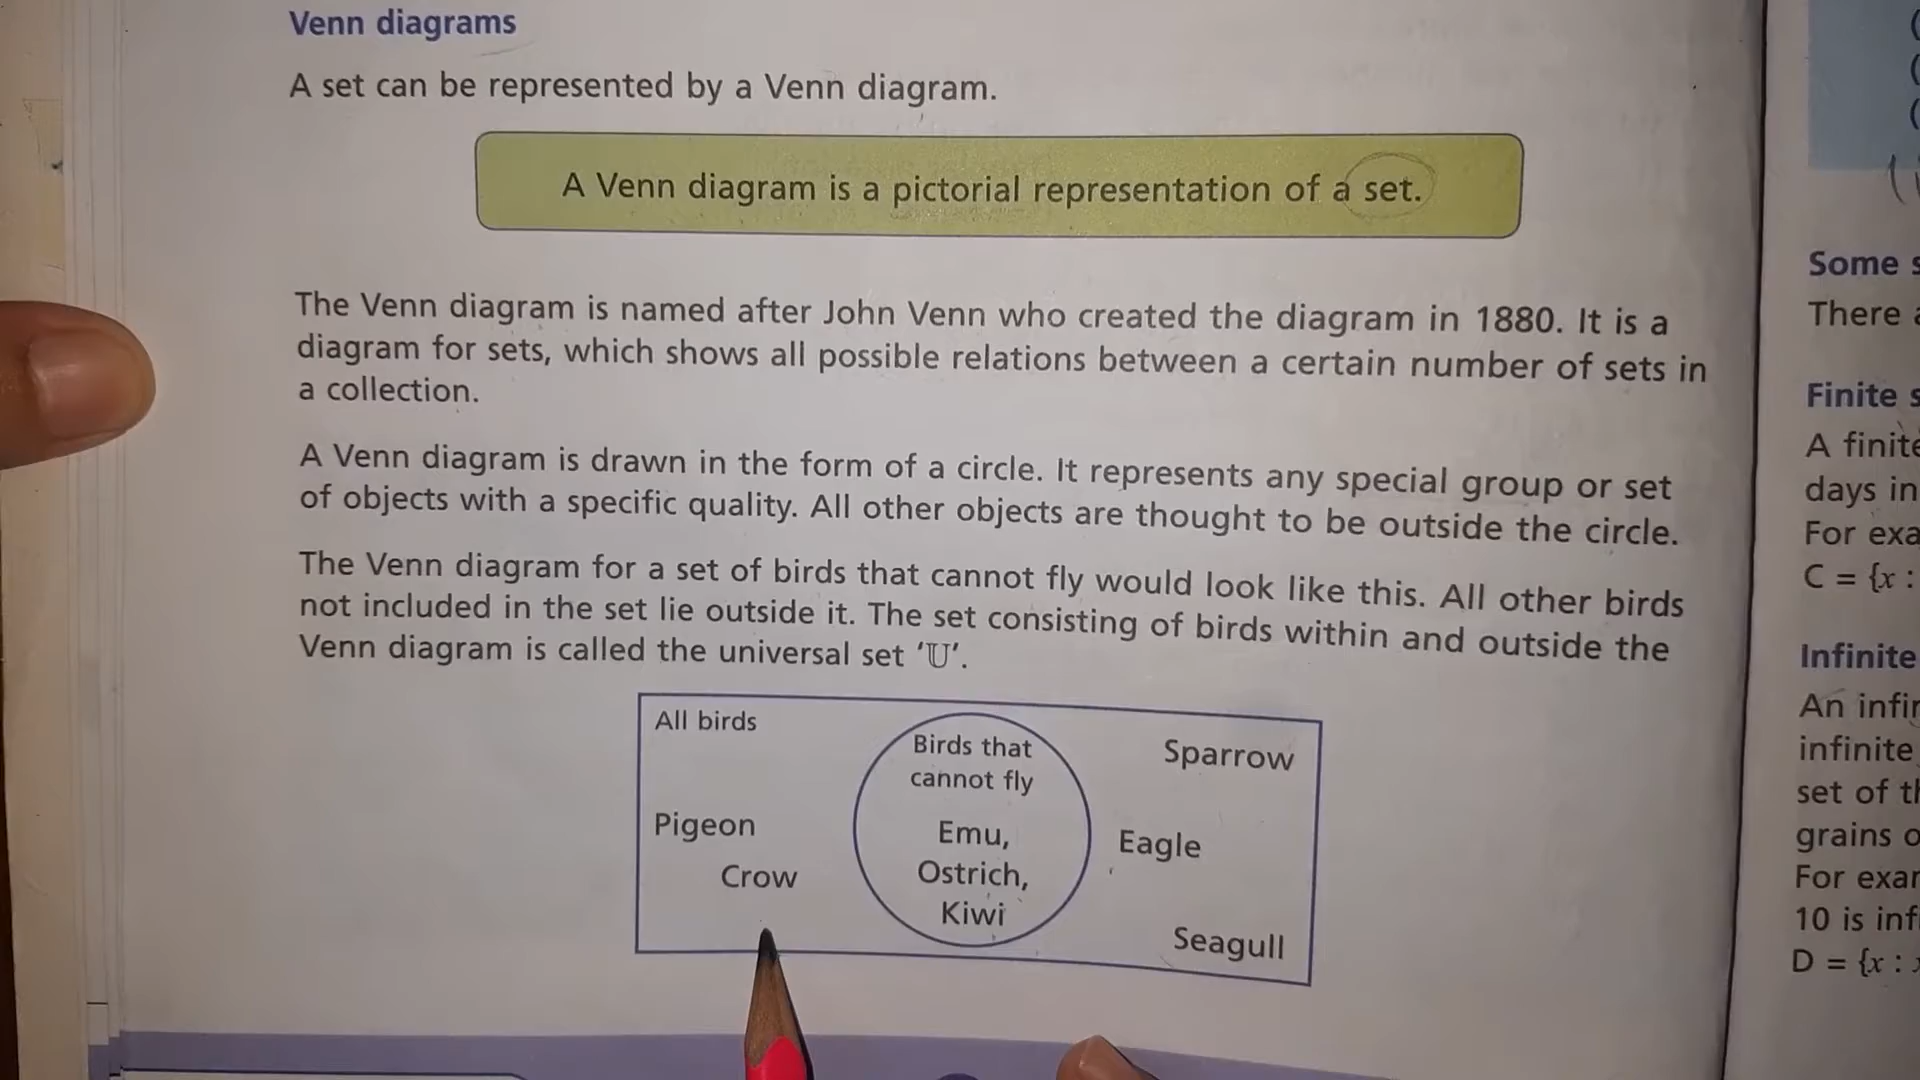 Venn diagrams
A set can be represented by a Venn diagram.
A Venn diagram is a pictorial representation of a set.
The Venn diagram is named after John Venn who created the diagram in 1880. It is a
diagram for sets, which shows all possible relations between a certain number of sets in
a collection.
A Venn diagram is drawn in the form of a circle. It represents any special group or set
of objects with a specific quality. All other objects are thought to be outside the circle.
The Venn diagram for a set of birds that cannot fly would look like this. All other birds
not included in the set lie outside it. The set consisting of birds within and outside the
Venn diagram is called the universal set ‘𝕌’.
All birds
Pigeon
Crow
Birds that
cannot fly
Emu,
Ostrich,
Kiwi
Sparrow
Eagle
Seagull
Some
There
Finite
A finite
days in
For exa
C = {x :
Infinite
An infin
infinite
set of th
grains o
For exam
10 is inf
D = {x :